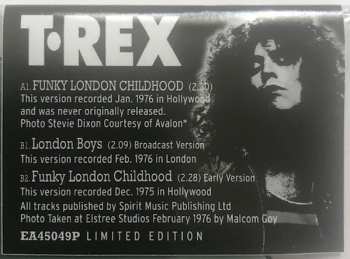 T·REX
A1. FUNKY LONDON CHILDHOOD (2.30)
This version recorded Jan. 1976 in Hollywood
and was never originally released.
Photo Stevie Dixon Courtesy of Avalon*
B1. London Boys (2.09) Broadcast Version
This version recorded Feb. 1976 in London
B2. Funky London Childhood (2.28) Early Version
This version recorded Dec. 1975 in Hollywood
All tracks published by Spirit Music Publishing Ltd
Photo Taken at Elstree Studios February 1976 by Malcom Goy
EA45049P LIMITED EDITION